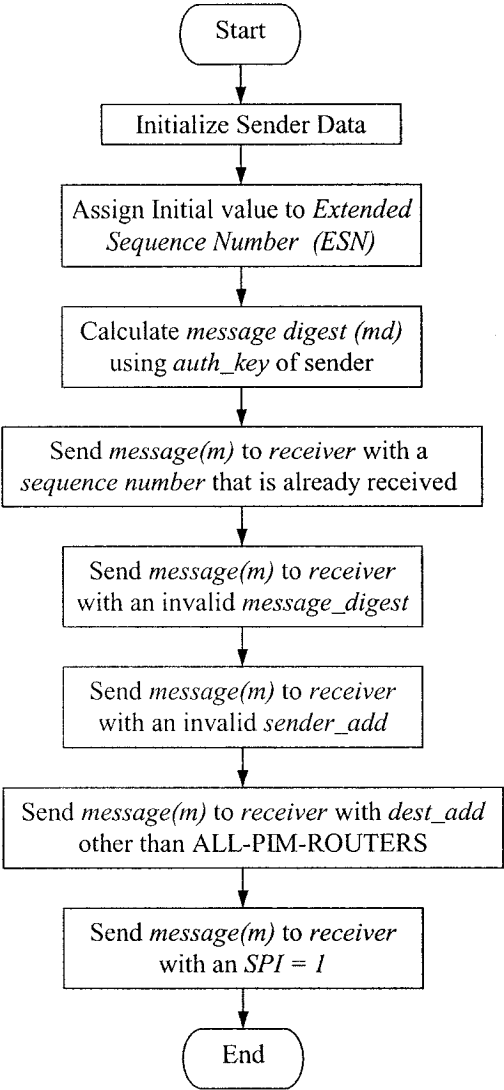 Start
Initialize Sender Data
Assign Initial value to Extended
Sequence Number (ESN)
Calculate message digest (md)
using auth_key of sender
Send message(m) to receiver with a
sequence number that is already received
Send message(m) to receiver
with an invalid message_digest
Send message(m) to receiver
with an invalid sender_add
Send message(m) to receiver with dest_add
other than ALL-PIM-ROUTERS
Send message(m) to receiver
with an SPI = 1
End